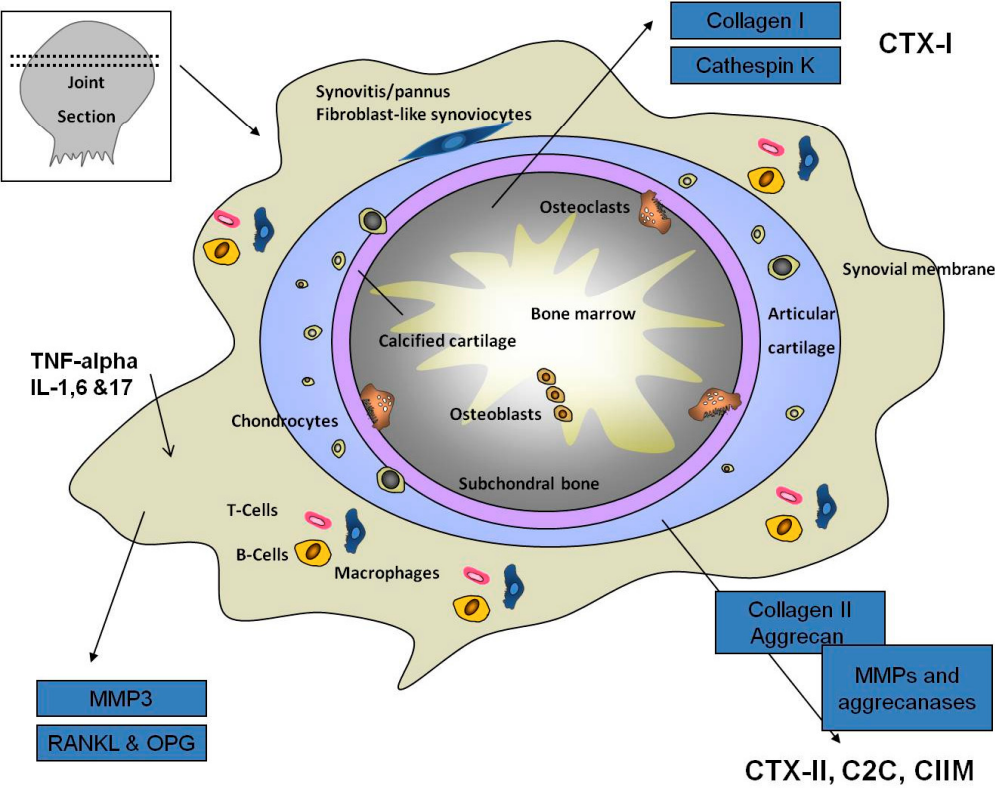 Collagen I
CTX-I
Cathespin K
Joint
Section
Synovitis/pannus
Fibroblast-like synoviocytes
Osteoclasts
Synovial membrane
Bone marrow
Articular
cartilage
Calcified cartilage
TNF-alpha
IL-1,6 &17
Osteoblasts
Chondrocytes
Subchondral bone
T-Cells
B-Cells
Macrophages
Collagen II
Aggrecan
MMPs and
aggrecanases
MMP3
RANKL & OPG
CTX-II, C2C, CIIM